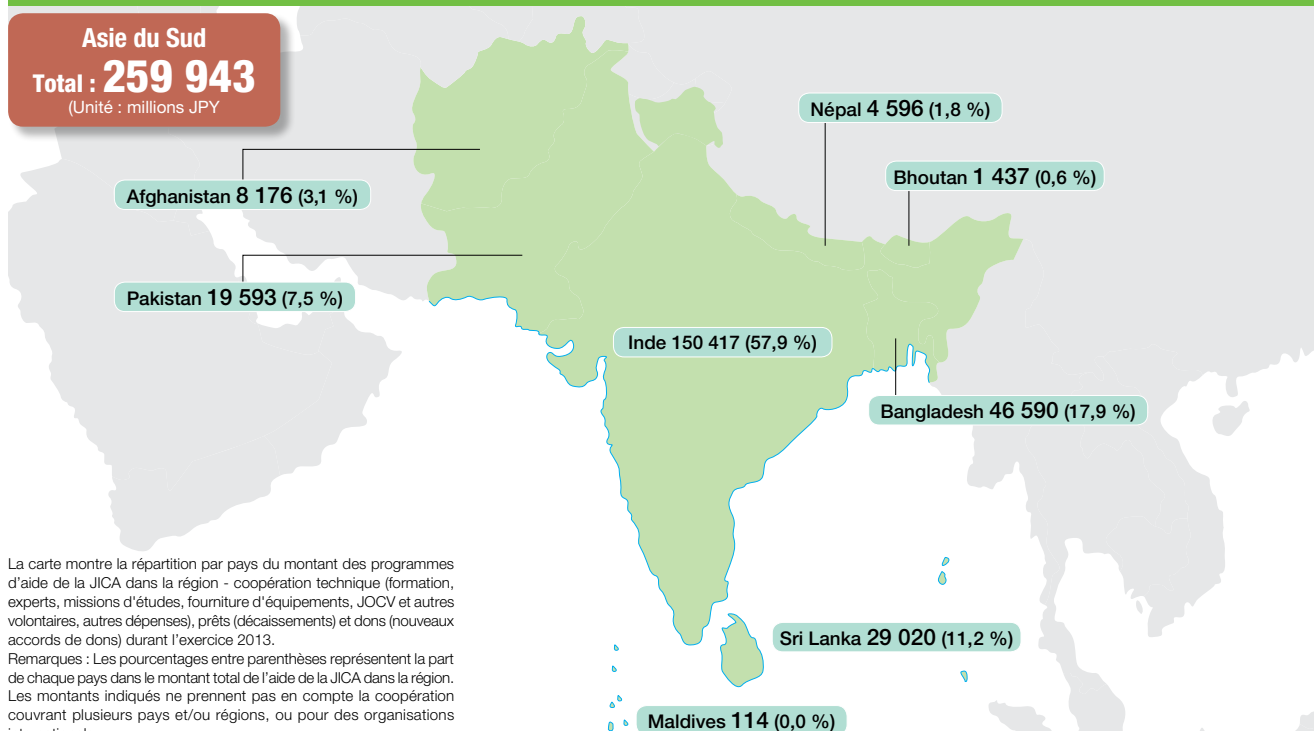 Asie du Sud
Total : 259 943
(Unité : millions JPY
Népal 4 596 (1,8 %)
Bhoutan 1 437 (0,6 %)
Afghanistan 8 176 (3,1 %)
Pakistan 19 593 (7,5 %)
Inde 150 417 (57,9 %)
Bangladesh 46 590 (17,9 %)
Sri Lanka 29 020 (11,2 %)
Maldives 114 (0,0 %)
La carte montre la répartition par pays du montant des programmes
d'aide de la JICA dans la région - coopération technique (formation,
experts, missions d'études, fourniture d'équipements, JOCV et autres
volontaires, autres dépenses), prêts (décaissements) et dons (nouveaux
accords de dons) durant l'exercice 2013.
Remarques : Les pourcentages entre parenthèses représentent la part
de chaque pays dans le montant total de l'aide de la JICA dans la région.
Les montants indiqués ne prennent pas en compte la coopération
couvrant plusieurs pays et/ou régions, ou pour des organisations